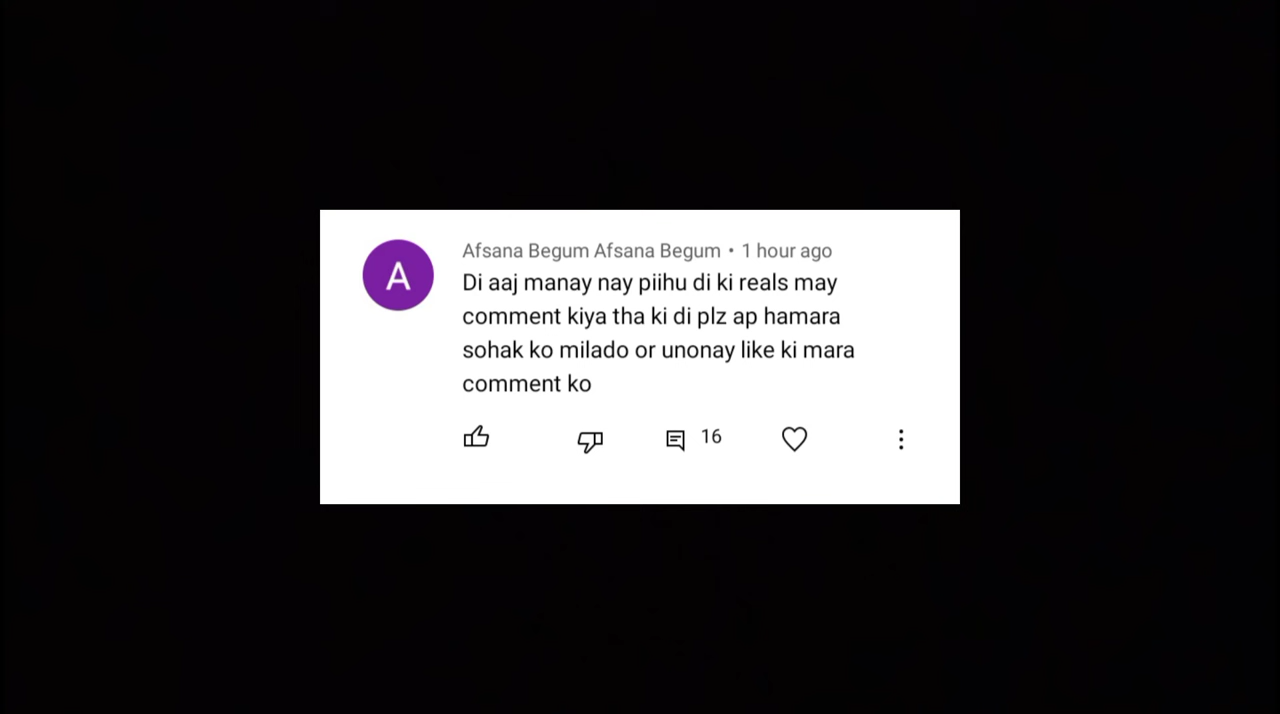 A
Afsana Begum Afsana Begum • 1 hour ago
Di aaj manay nay piihu di ki reals may
comment kiya tha ki di plz ap hamara
sohak ko milado or unonay like ki mara
comment ko
16